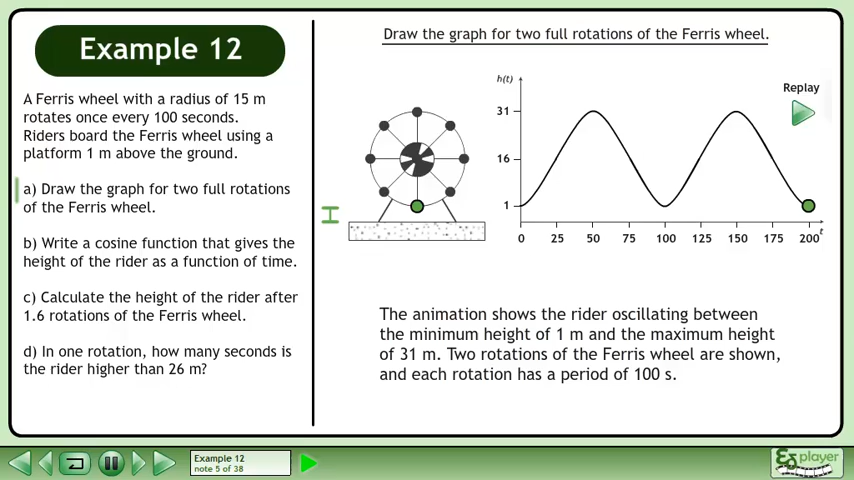 Example 12
A Ferris wheel with a radius of 15 m
rotates once every 100 seconds.
Riders board the Ferris wheel using a
platform 1 m above the ground.
a) Draw the graph for two full rotations
of the Ferris wheel.
b) Write a cosine function that gives the
height of the rider as a function of time.
c) Calculate the height of the rider after
1.6 rotations of the Ferris wheel.
d) In one rotation, how many seconds is
the rider higher than 26 m?
Draw the graph for two full rotations of the Ferris wheel.
h(t)
Replay
31
16
1
0 25 50 75 100 125 150 175 200 t
The animation shows the rider oscillating between
the minimum height of 1 m and the maximum height
of 31 m. Two rotations of the Ferris wheel are shown,
and each rotation has a period of 100 s.
Example 12
note 5 of 38
player